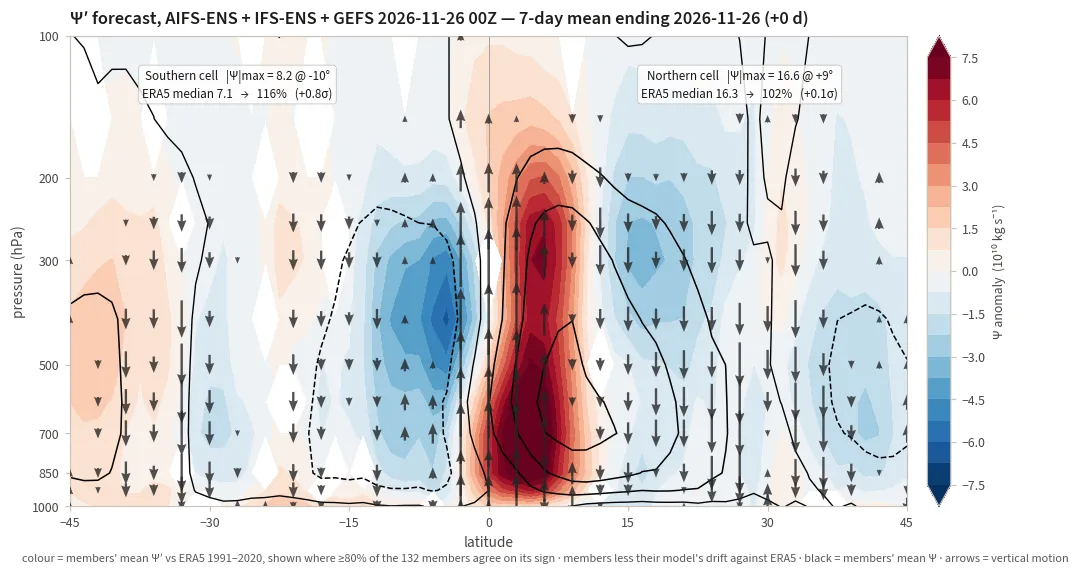 Ψ′ forecast, AIFS-ENS + IFS-ENS + GEFS 2026-11-26 00Z — 7-day mean ending 2026-11-26 (+0 d)
Southern cell |Ψ|max = 8.2 @ -10°
ERA5 median 7.1 → 116% (+0.8σ)
Northern cell |Ψ|max = 16.6 @ +9°
ERA5 median 16.3 → 102% (+0.1σ)
pressure (hPa)
100
200
300
400
500
700
850
1000
−45
−30
−15
0
15
30
45
latitude
7.5
6.0
4.5
3.0
1.5
0.0
−1.5
−3.0
−4.5
−6.0
−7.5
Ψ anomaly (10¹⁰ kg s⁻¹)
colour = members' mean Ψ′ vs ERA5 1991–2020, shown where ≥80% of the 132 members agree on its sign · members less their model's drift against ERA5 · black = members' mean Ψ · arrows = vertical motion